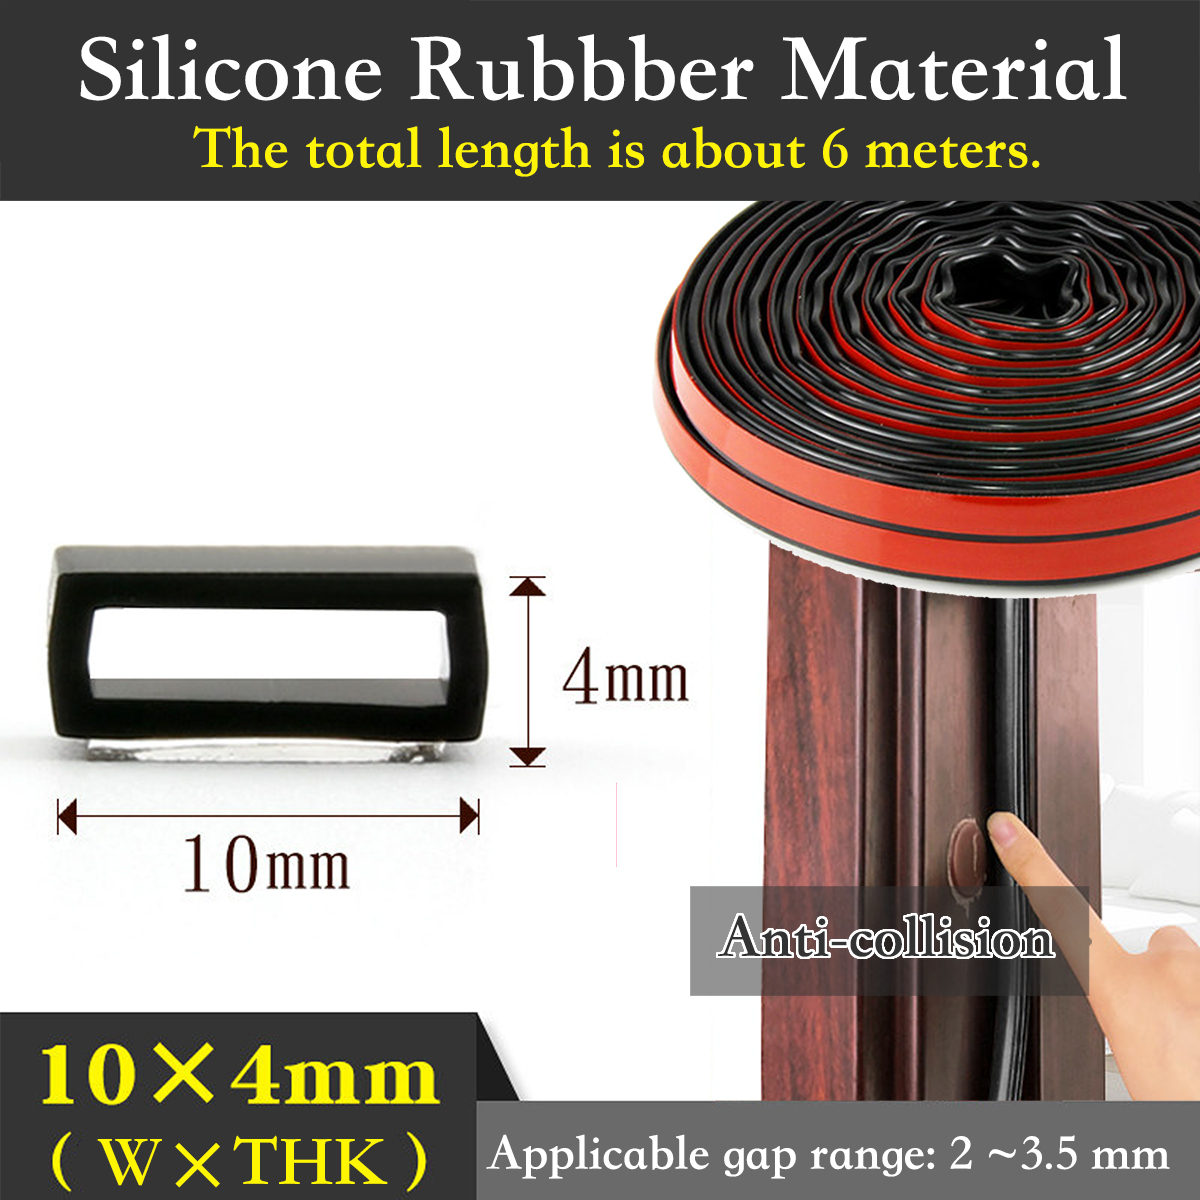 Silicone Rubbber Material
The total length is about 6 meters.
4mm
10mm
Anti-collision
10×4mm
( W×THK )
Applicable gap range: 2 ~3.5 mm